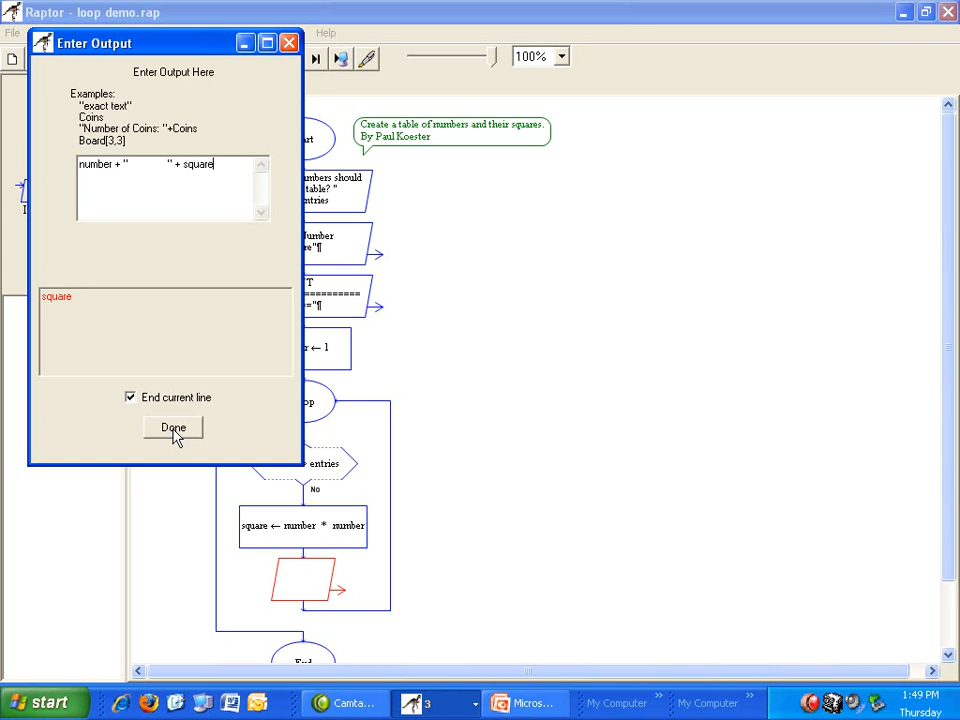 Raptor - loop demo.rap
File
Help
100%
Enter Output
Enter Output Here
Examples:
"exact text"
Coins
"Number of Coins: "+Coins
Board[3,3]
number + " " + square
square
End current line
Done
Create a table of numbers and their squares.
By Paul Koester
art
mbers should
table? "
ntries
Number
re"¶
T
==========
="¶
r ← 1
op
entries
No
square ← number * number
End
start
Camta...
3
Micros...
My Computer
»
My Computer
»
1:49 PM
Thursday